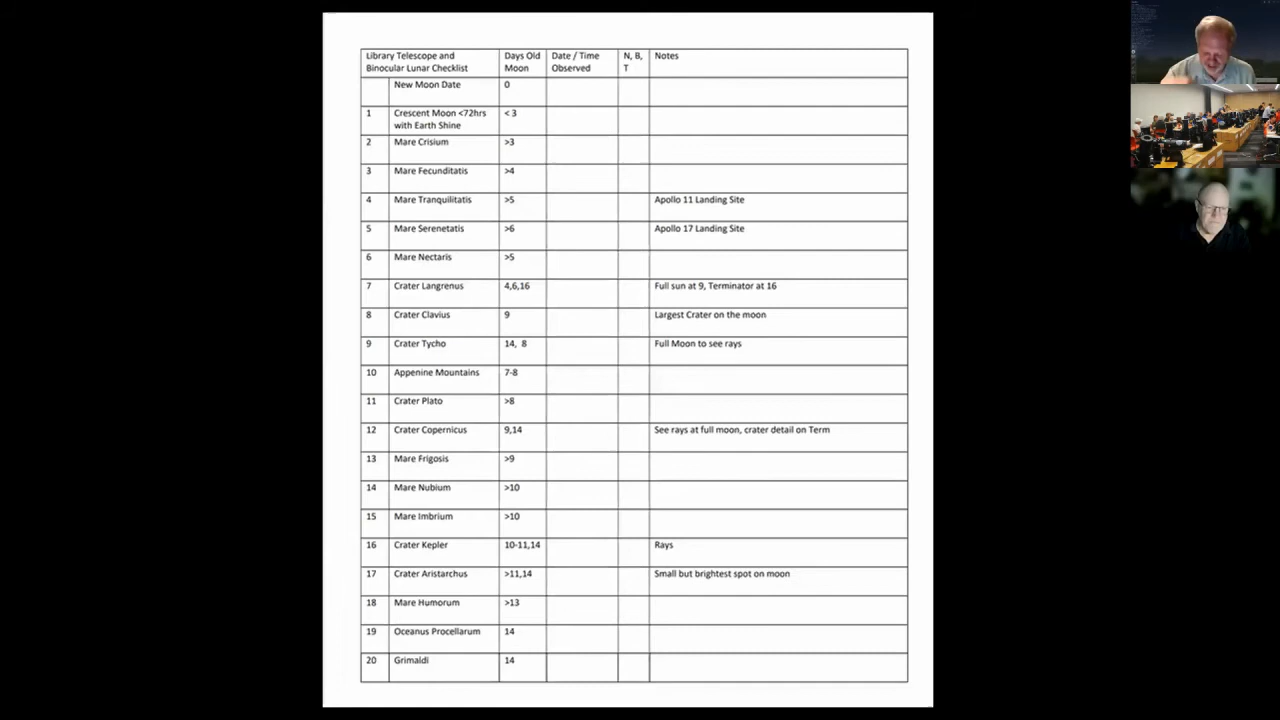 Library Telescope and Binocular Lunar Checklist Days Old Moon Date / Time Observed N, B, T Notes
New Moon Date 0
1 Crescent Moon <72hrs with Earth Shine < 3
2 Mare Crisium >3
3 Mare Fecunditatis >4
4 Mare Tranquilitatis >5 Apollo 11 Landing Site
5 Mare Serenetatis >6 Apollo 17 Landing Site
6 Mare Nectaris >5
7 Crater Langrenus 4,6,16 Full sun at 9, Terminator at 16
8 Crater Clavius 9 Largest Crater on the moon
9 Crater Tycho 14, 8 Full Moon to see rays
10 Appenine Mountains 7-8
11 Crater Plato >8
12 Crater Copernicus 9,14 See rays at full moon, crater detail on Term
13 Mare Frigosis >9
14 Mare Nubium >10
15 Mare Imbrium >10
16 Crater Kepler 10-11,14 Rays
17 Crater Aristarchus >11,14 Small but brightest spot on moon
18 Mare Humorum >13
19 Oceanus Procellarum 14
20 Grimaldi 14